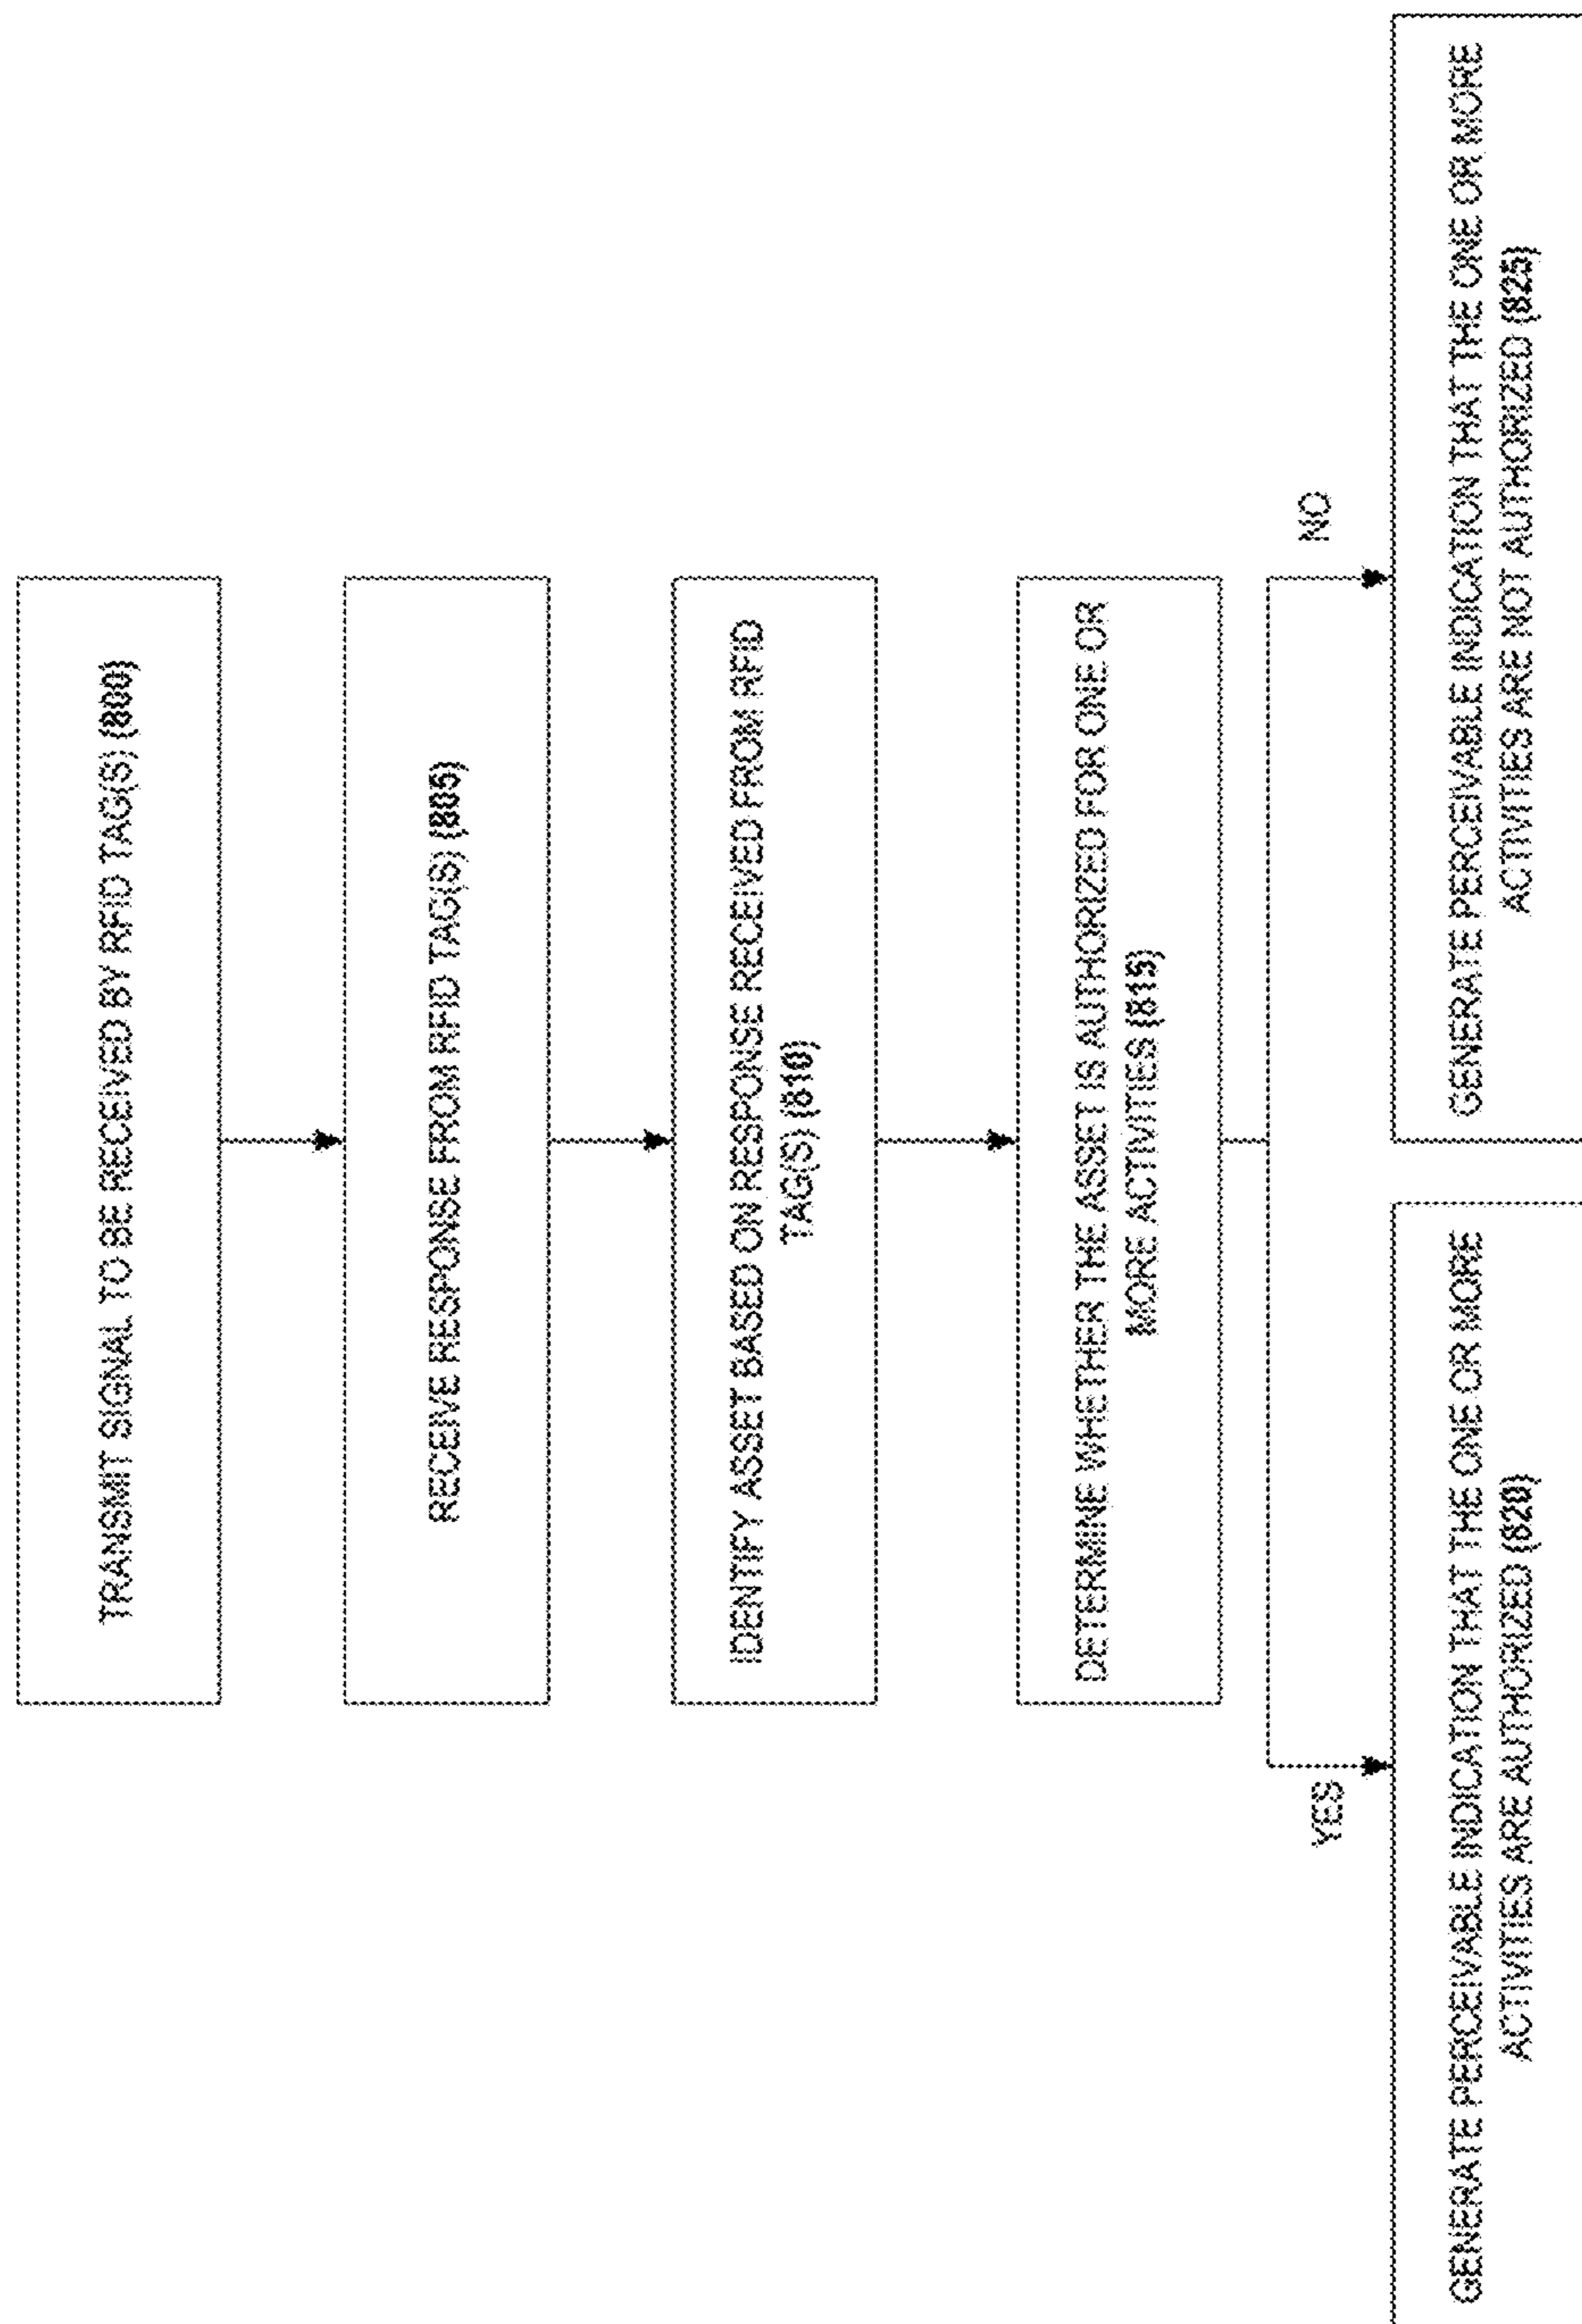 TRANSMIT SIGNAL TO BE RECEIVED BY RFID TAG(S) (800)
RECEIVE RESPONSE FROM RFID TAG(S) (805)
IDENTIFY ASSET BASED ON RESPONSE RECEIVED FROM RFID
TAG(S) (810)
DETERMINE WHETHER THE ASSET IS AUTHORIZED FOR ONE OR
MORE ACTIVITIES (815)
YES
NO
GENERATE PERCEIVABLE INDICATION THAT THE ONE OR MORE
ACTIVITIES ARE AUTHORIZED (820)
GENERATE PERCEIVABLE INDICATION THAT THE ONE OR MORE
ACTIVITIES ARE NOT AUTHORIZED (825)